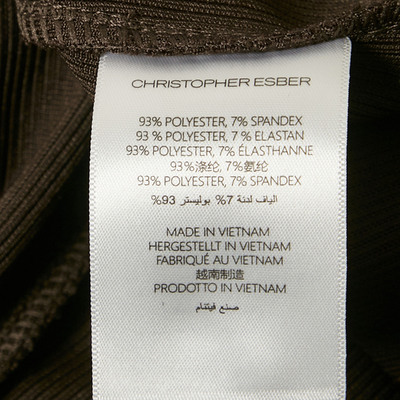 CHRISTOPHER ESBER
93% POLYESTER, 7% SPANDEX
93 % POLYESTER, 7 % ELASTAN
93% POLYESTER, 7% ÉLASTHANNE
93%涤纶, 7%氨纶
93% POLYESTER, 7% SPANDEX
%93 بوليستر %7 الياف لدنة
MADE IN VIETNAM
HERGESTELLT IN VIETNAM
FABRIQUÉ AU VIETNAM
越南制造
PRODOTTO IN VIETNAM
صنع فيتنام